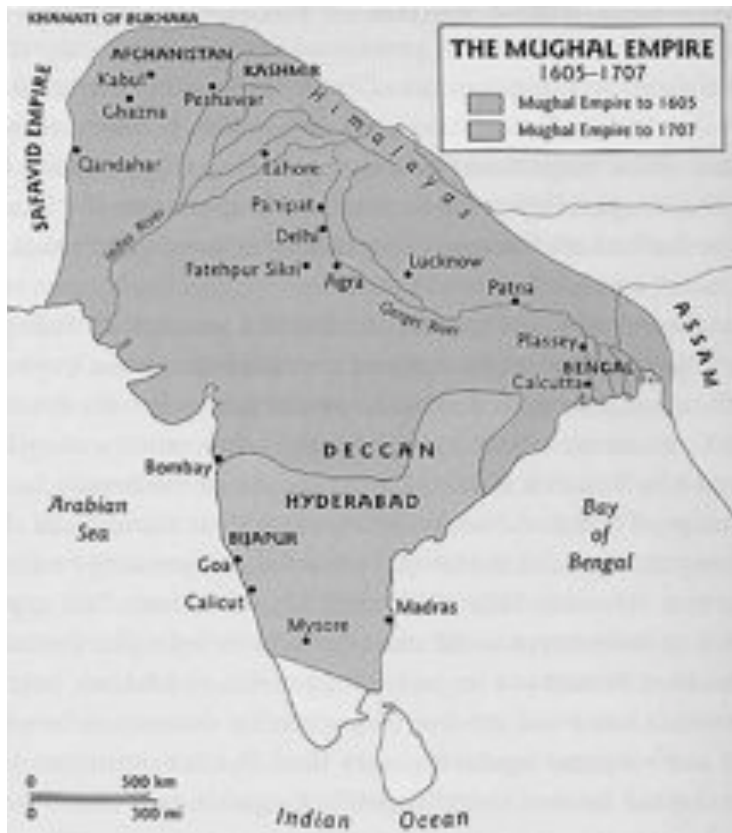 KHANATE OF BUKHARA
THE MUGHAL EMPIRE
1605–1707
Mughal Empire to 1605
Mughal Empire to 1707
AFGHANISTAN
KASHMIR
Kabul
Ghazna
Peshawar
Himalayas
SAFAVID EMPIRE
Qandahar
Lahore
Panipat
Delhi
Indus River
Fatehpur Sikri
Agra
Lucknow
Patna
Ganges River
ASSAM
Plassey
BENGAL
Calcutta
DECCAN
Bombay
HYDERABAD
Arabian
Sea
Bay
of
Bengal
BIJAPUR
Goa
Calicut
Madras
Mysore
0 500 km
0 300 mi
Indian Ocean